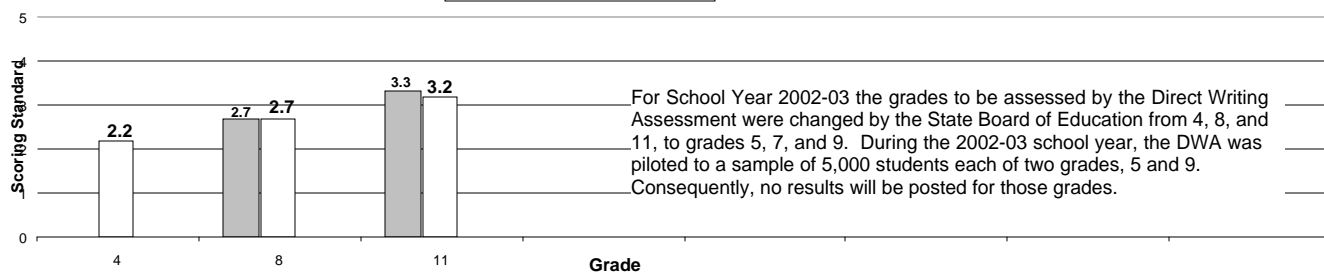 5
4
3
2
1
0
Scoring Standard
2.2
2.7
2.7
3.3
3.2
4
8
11
Grade
For School Year 2002-03 the grades to be assessed by the Direct Writing
Assessment were changed by the State Board of Education from 4, 8, and
11, to grades 5, 7, and 9. During the 2002-03 school year, the DWA was
piloted to a sample of 5,000 students each of two grades, 5 and 9.
Consequently, no results will be posted for those grades.